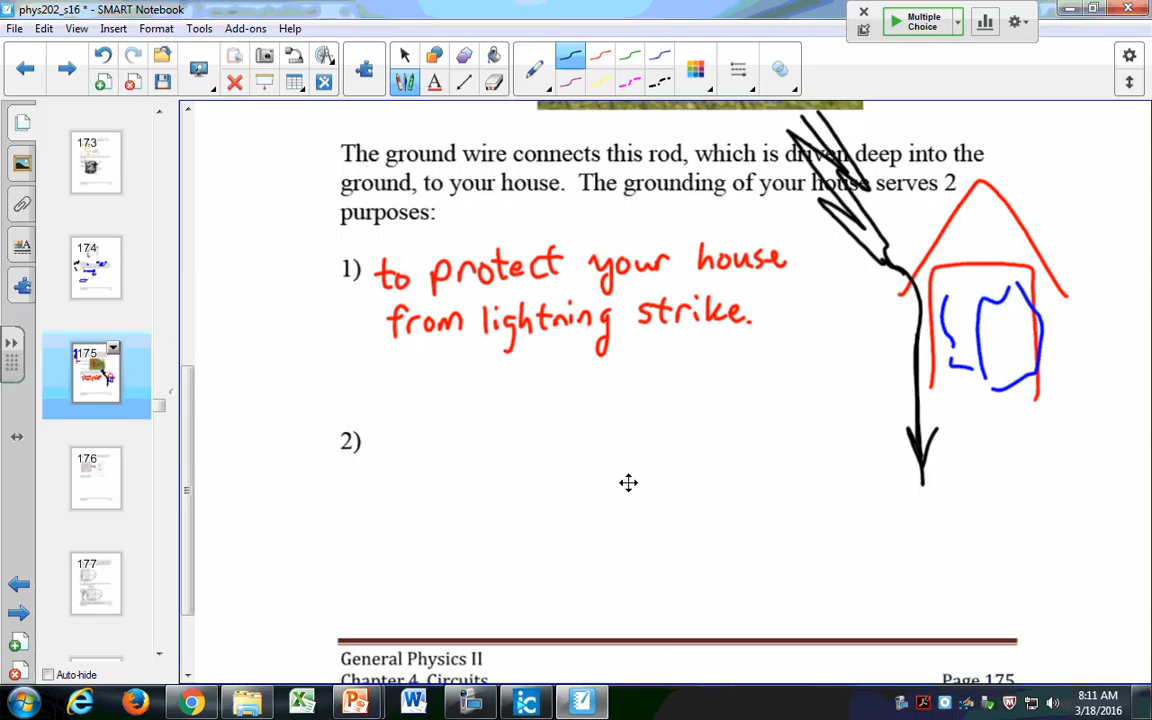 phys202_s16 * - SMART Notebook
File Edit View Insert Format Tools Add-ons Help
Multiple
Choice
173
174
175
176
177
Auto-hide
The ground wire connects this rod, which is driven deep into the
ground, to your house. The grounding of your house serves 2
purposes:
1) to protect your house
from lightning strike.
2)
General Physics II
Chapter 4 Circuits
Page 175
8:11 AM
3/18/2016